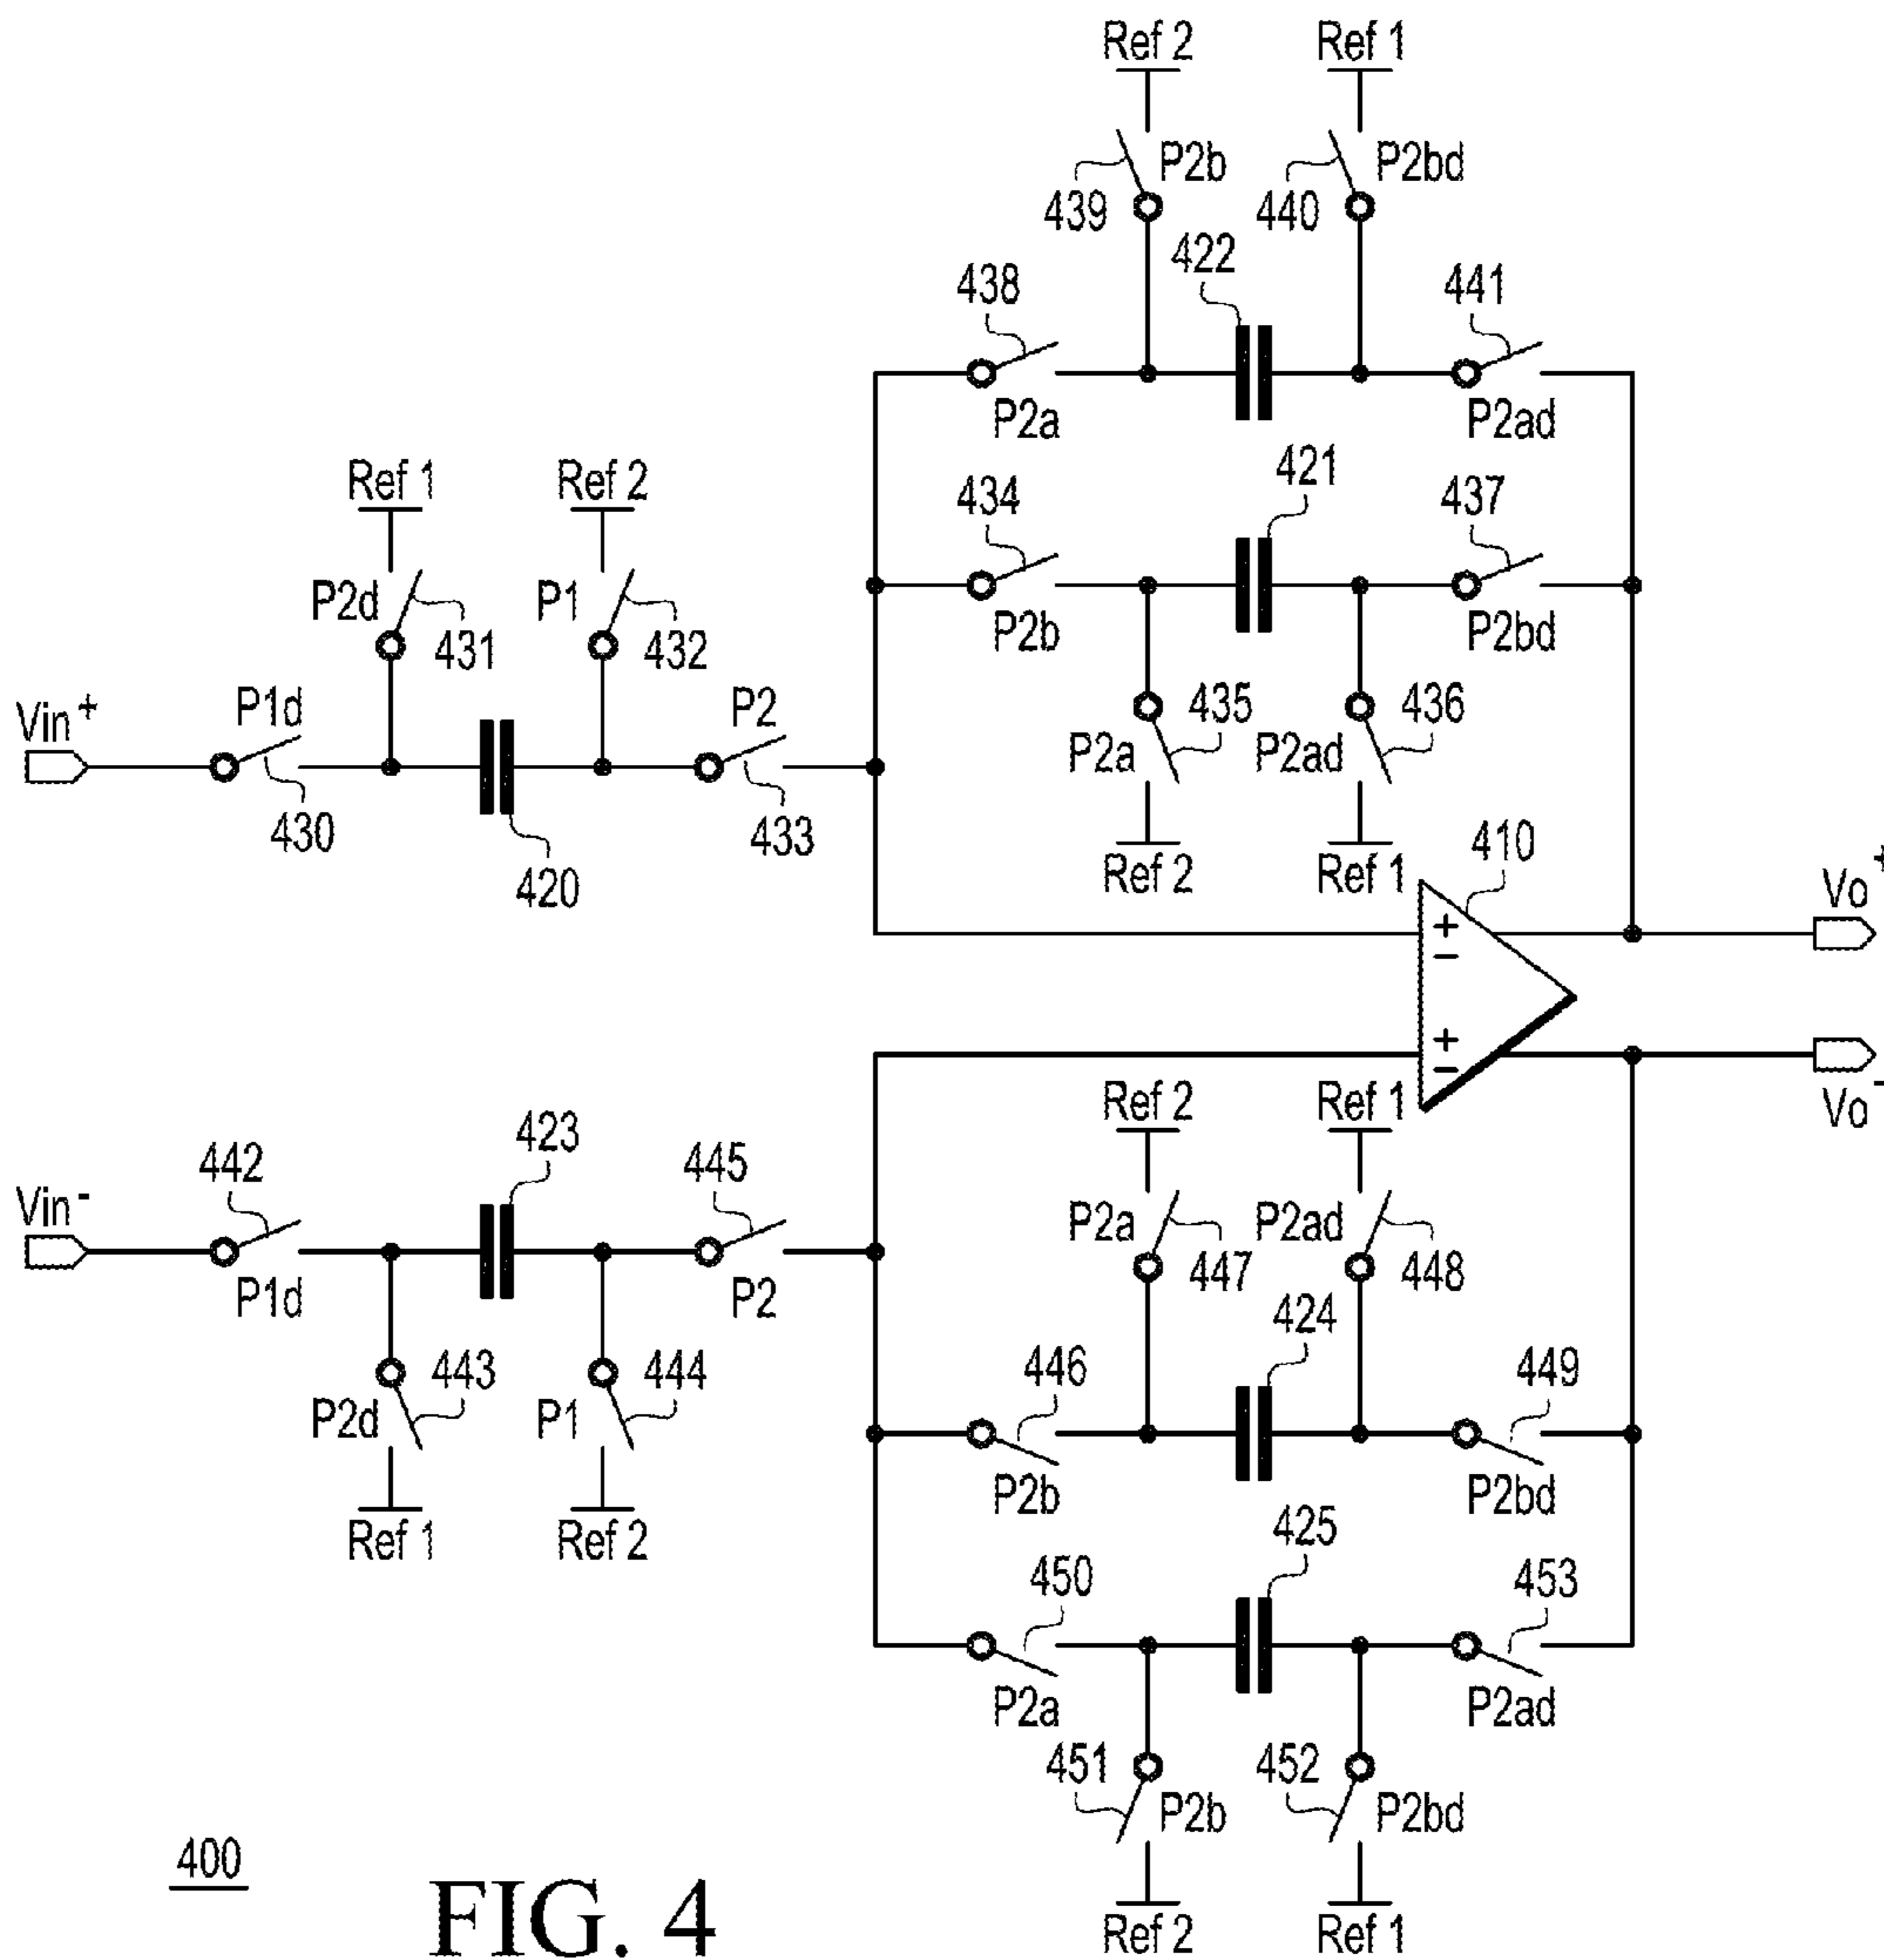 Ref 2 Ref 1
P2b P2bd
439 440
422
438 441
P2a P2ad
Ref 1 Ref 2
421
434 437
P2d P1
431 432
P2b P2bd
Vin+ P1d P2
435 436
P2a P2ad
430 433
420
Ref 2 Ref 1
410
Vo+
+
−
+
−
Ref 2 Ref 1
Vo-
423
442 445
Vin-
P2a P2ad
447 448
P1d P2
424
443 444
446 449
P2d P1
P2b P2bd
Ref 1 Ref 2
425
450 453
P2a P2ad
451 452
P2b P2bd
400
FIG. 4
Ref 2 Ref 1